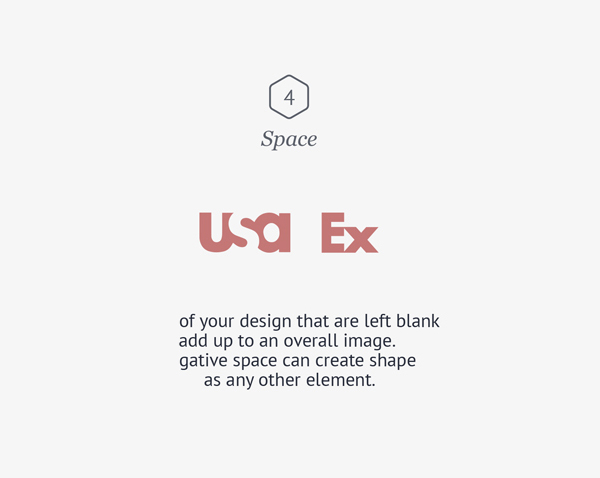 4
Space
usa Ex
of your design that are left blank
add up to an overall image.
gative space can create shape
as any other element.